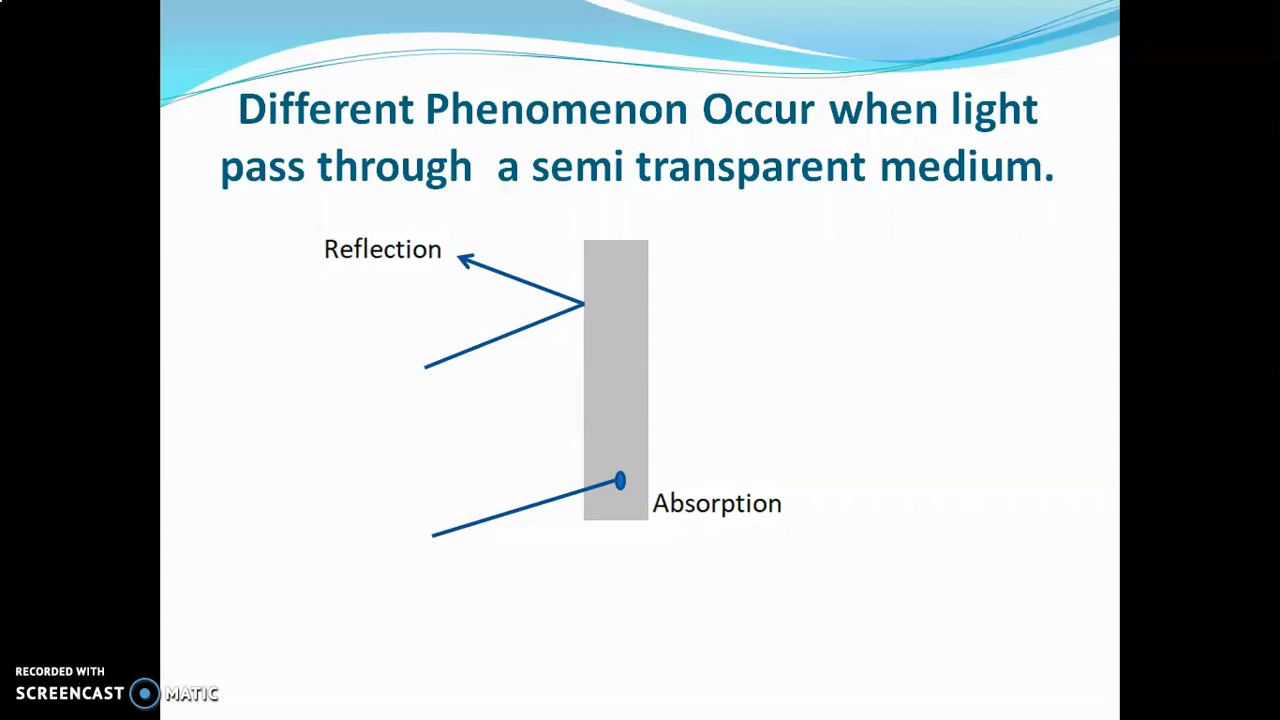 Different Phenomenon Occur when light
pass through a semi transparent medium.
Reflection
Absorption
RECORDED WITH
SCREENCAST MATIC